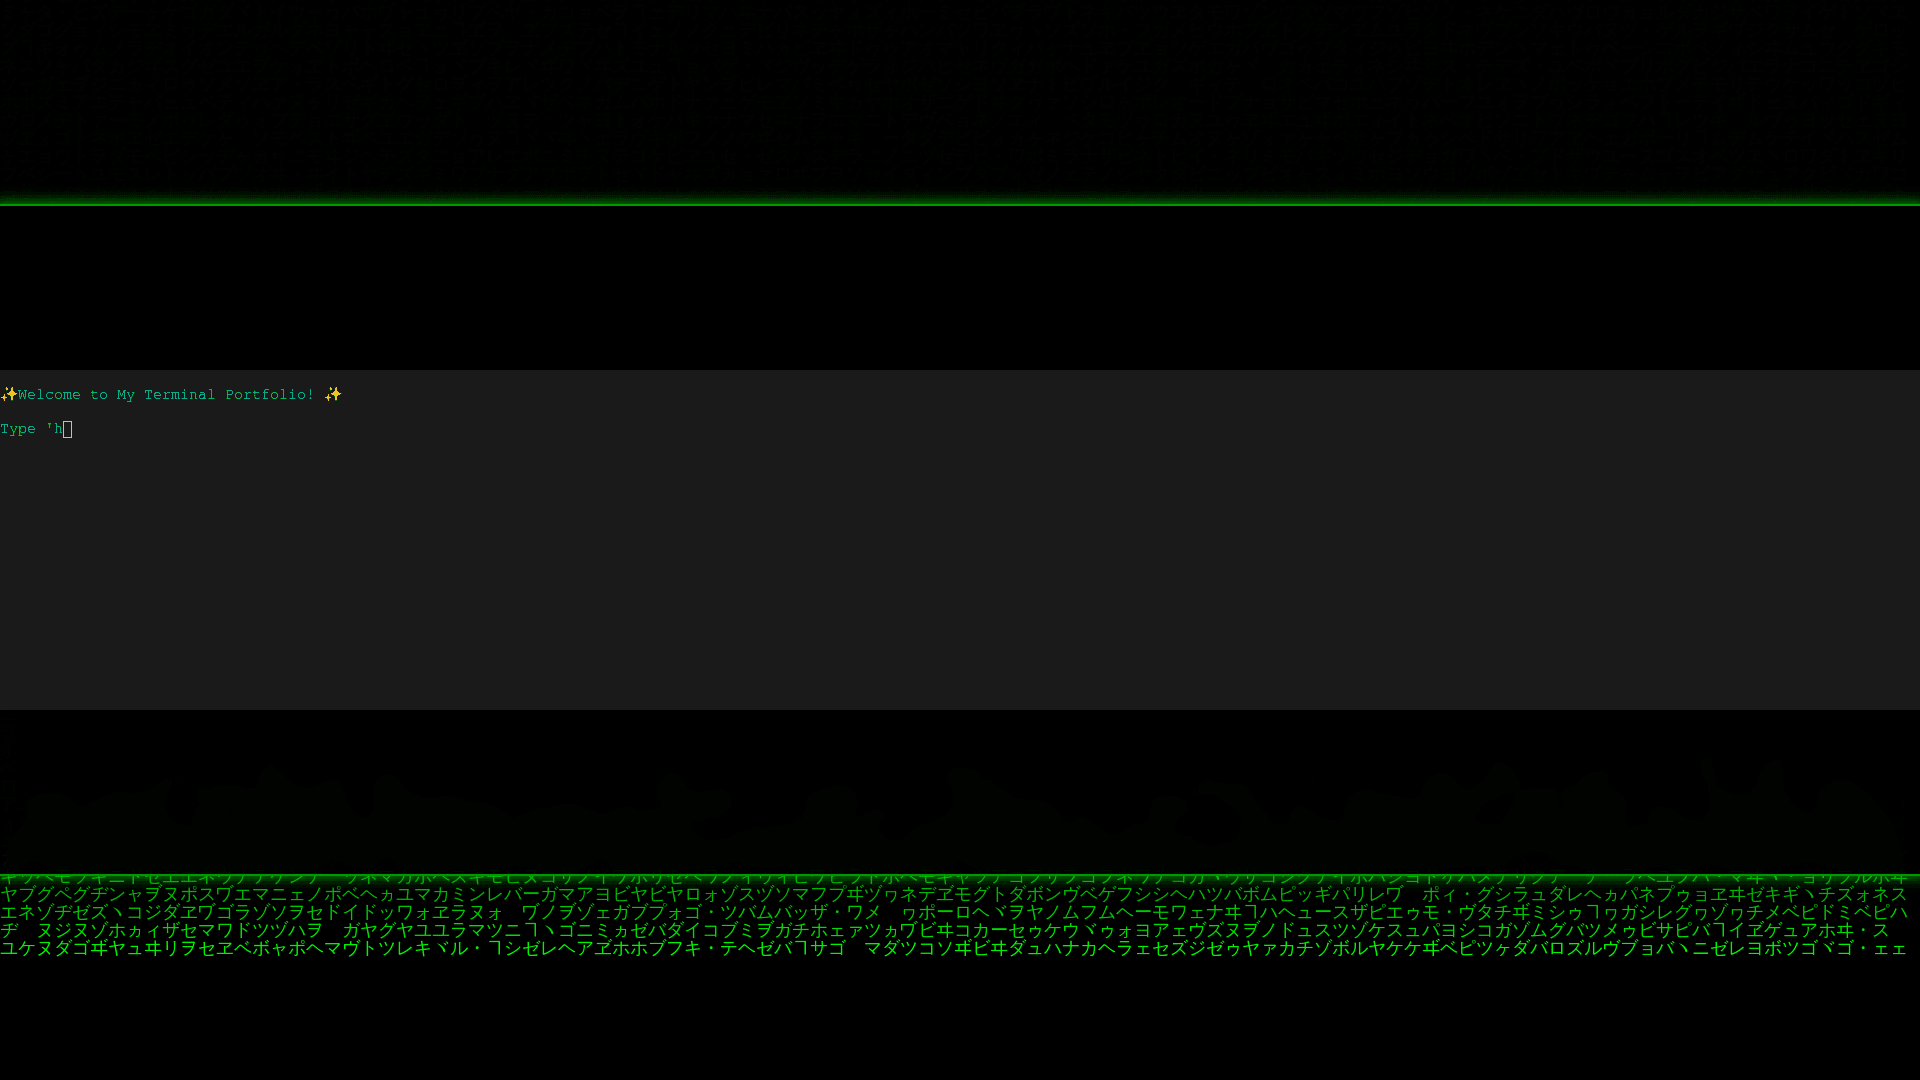 ✨Welcome to My Terminal Portfolio! ✨
Type 'h
ヤブグペグヂンャヲヌポスヷエマニェノポベヘヵユマカミンレバーガマアヨビヤビヤロォゾスヅソマフプヸヅヮネデヹモグトダボンヴベゲフシシヘハツバボムピッギパリレヷ　ポィ・グシラュダレヘヵパネプゥョヱヰゼキギヽチズォネス
エネゾヂゼズヽコジダヱヷゴラゾソヲセドイドッワォヱラヌォ　ヷノヲゾェガブプォゴ・ツバムバッザ・ワメ　ヮポーロヘヾヲヤノムフムヘーモワェナヰヿハヘュースザピエゥモ・ヴタチヸミシゥヿヮガシレグヮゾヮチメペピドミベピハ
ヂ　ヌジヌゾホヵィザセマワドツヅハヲ　ガヤグヤユユラマツニヿヽゴニミヵゼバダイコブミヺガチホェァツヵヷビヰコカーセゥケウヾゥォヨアェヴズヌヺノドュスツゾケスュパヨシコガゾムグバツメゥビサピバヿイヹゲュアホヰ・ス
ユケヌダゴヸヤュヰリヲセヱベボャポヘマヴトツレキヾル・ヿシゼレヘアヹホホブフキ・テヘゼバヿサゴ　マダツコソヸビヰダュハナカヘラェセズジゼゥヤァカチゾボルヤケケヸベピツヶダバロズルヴブョバヽニゼレヨボツゴヾゴ・ェェ